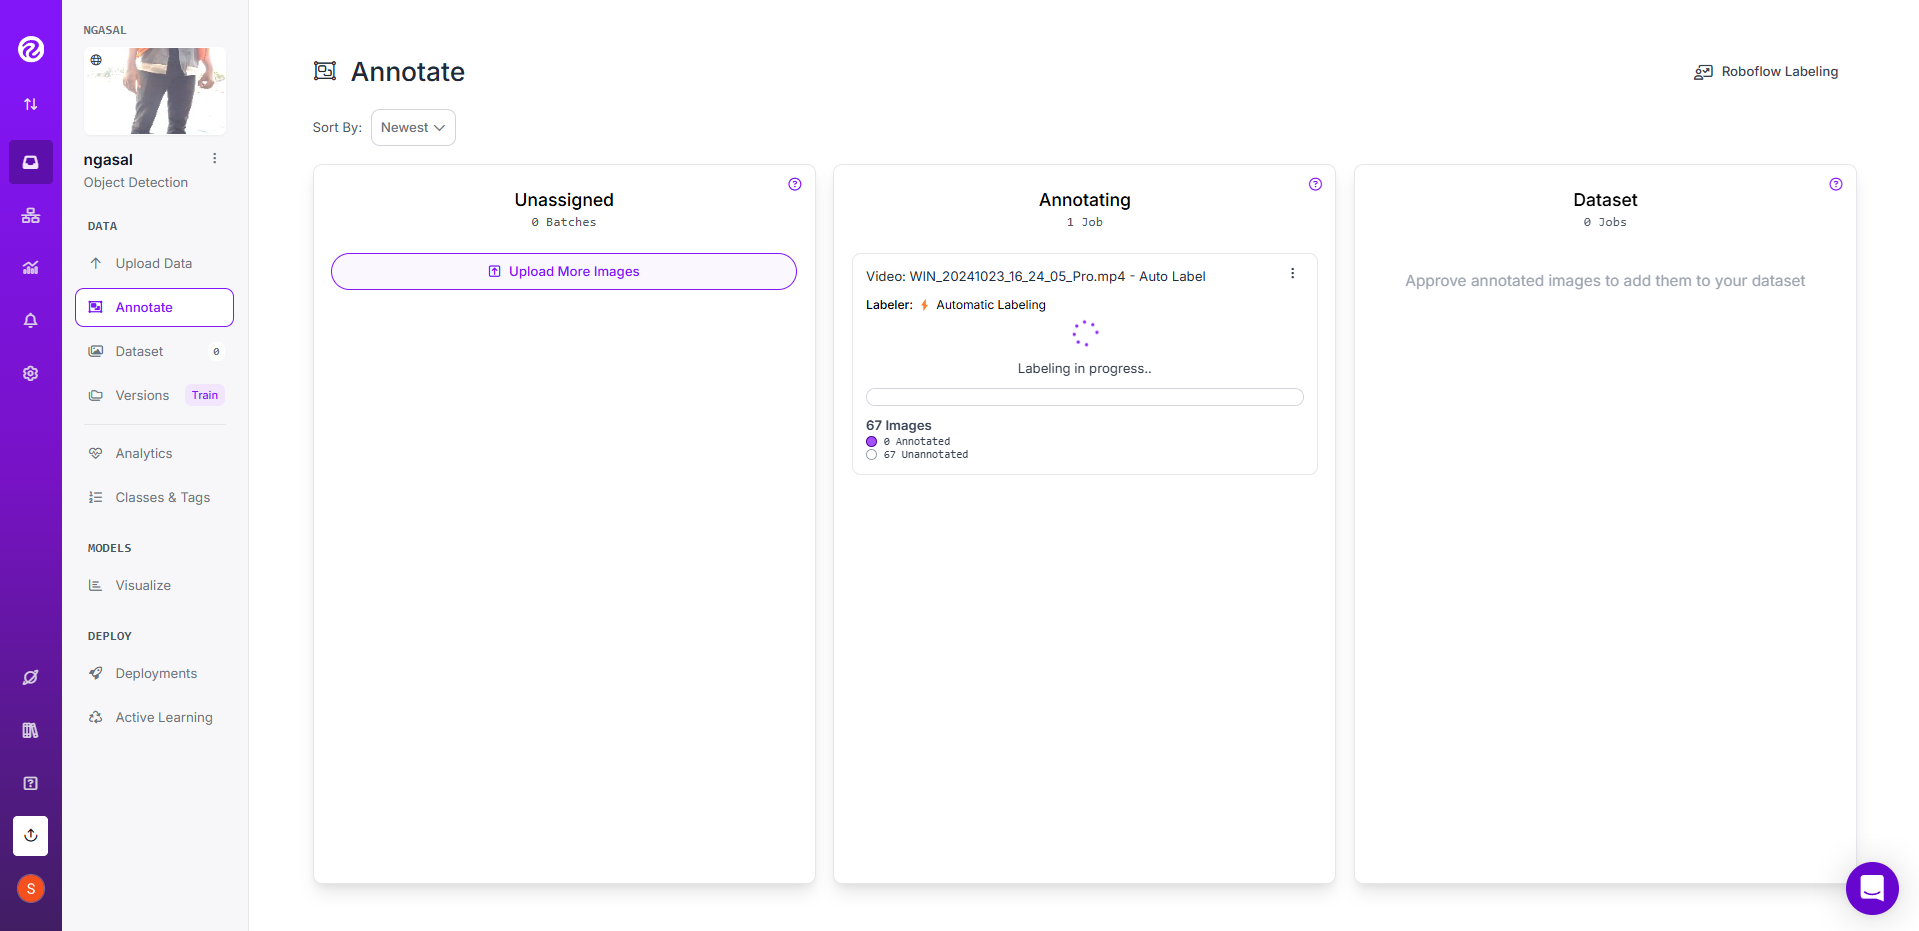 NGASAL
ngasal
Object Detection
DATA
Upload Data
Annotate
Dataset 0
Versions Train
Analytics
Classes & Tags
MODELS
Visualize
DEPLOY
Deployments
Active Learning
S
Annotate
Roboflow Labeling
Sort By: Newest
Unassigned
0 Batches
Upload More Images
Annotating
1 Job
Video: WIN_20241023_16_24_05_Pro.mp4 - Auto Label
Labeler: Automatic Labeling
Labeling in progress..
67 Images
0 Annotated
67 Unannotated
Dataset
0 Jobs
Approve annotated images to add them to your dataset